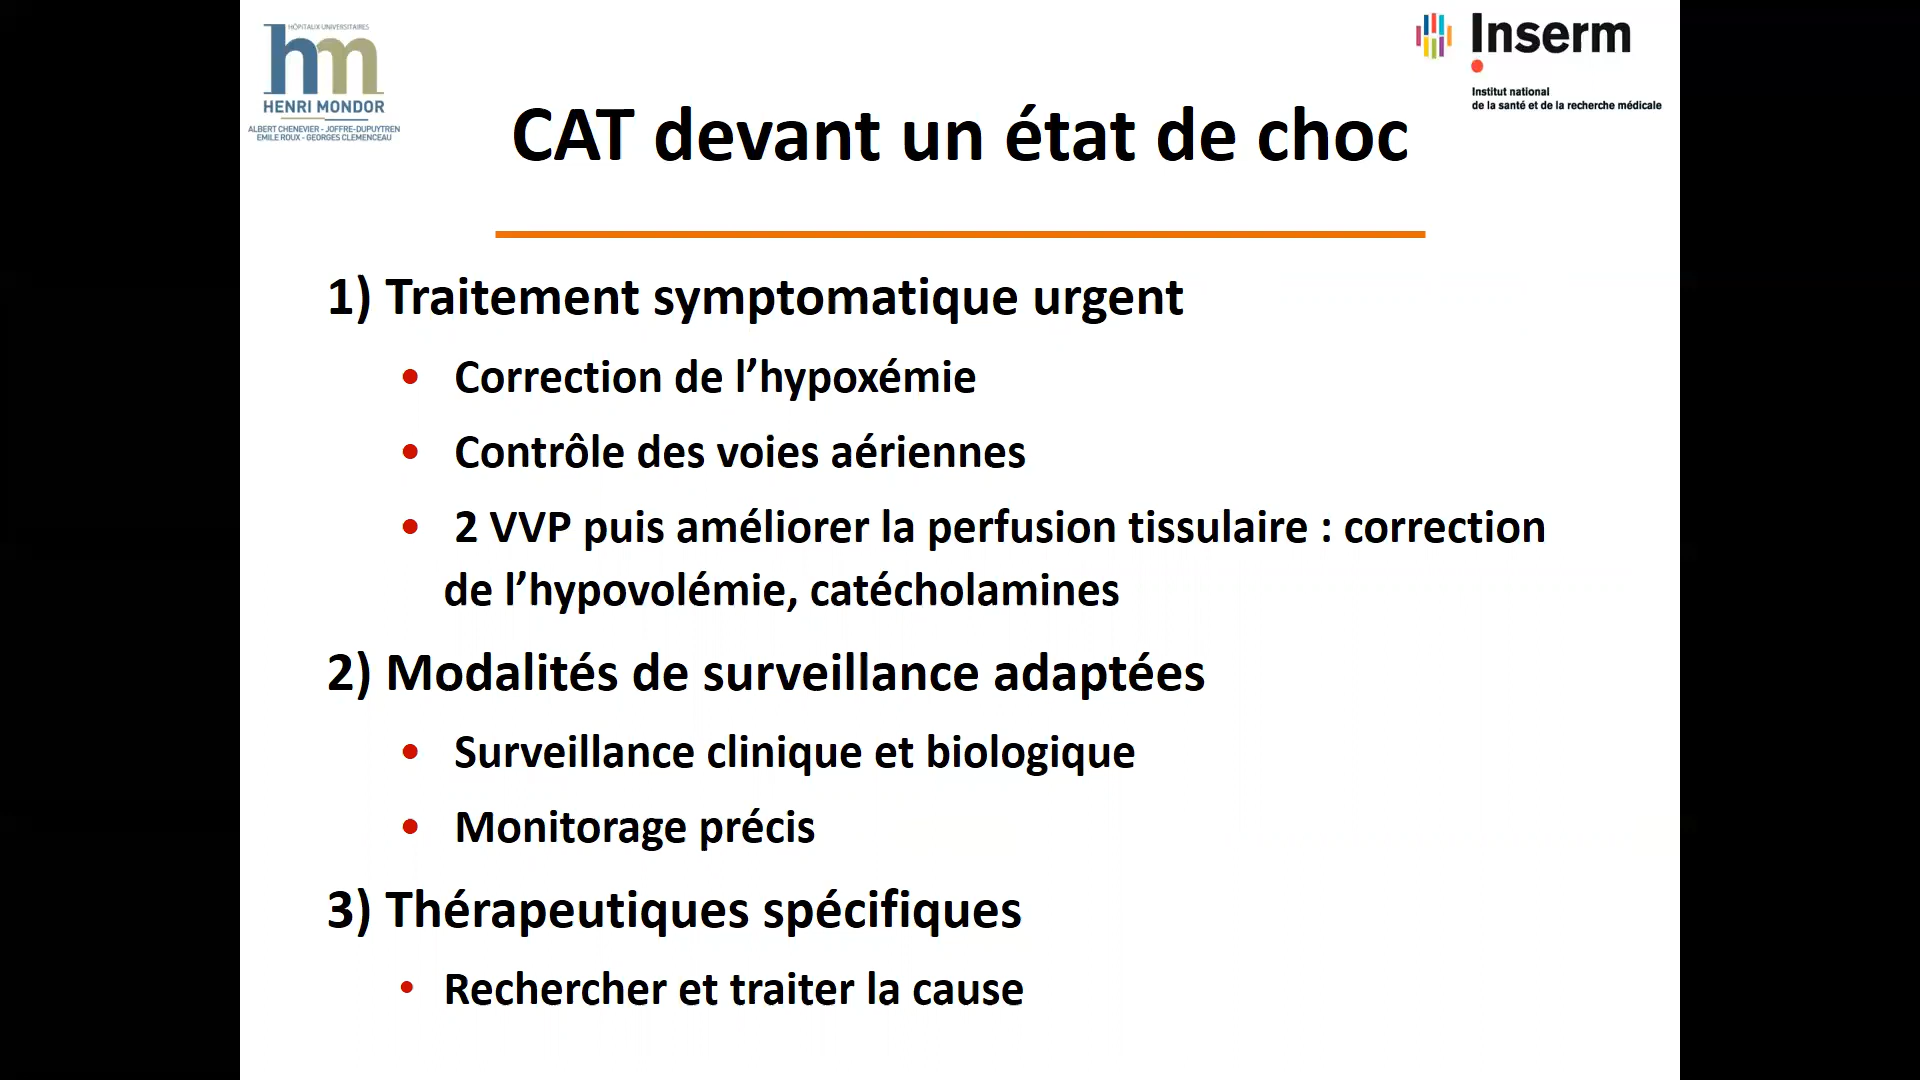 HÔPITAUX UNIVERSITAIRES
hm
HENRI MONDOR
ALBERT CHENEVIER - JOFFRE-DUPUYTREN
EMILE ROUX - GEORGES CLEMENCEAU
Inserm
Institut national
de la santé et de la recherche médicale
CAT devant un état de choc
1) Traitement symptomatique urgent
• Correction de l’hypoxémie
• Contrôle des voies aériennes
• 2 VVP puis améliorer la perfusion tissulaire : correction
de l’hypovolémie, catécholamines
2) Modalités de surveillance adaptées
• Surveillance clinique et biologique
• Monitorage précis
3) Thérapeutiques spécifiques
• Rechercher et traiter la cause